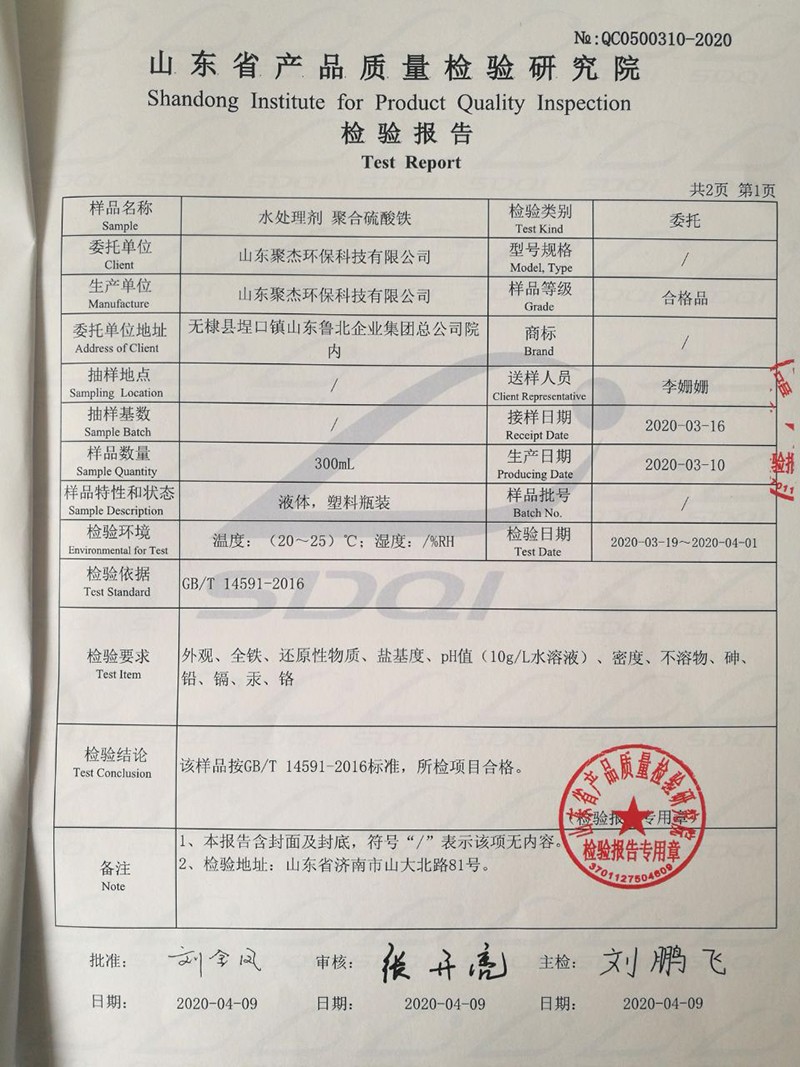 №:QC0500310-2020
山东省产品质量检验研究院
Shandong Institute for Product Quality Inspection
检验报告
Test Report
共2页 第1页
样品名称 水处理剂 聚合硫酸铁 检验类别
Sample Test Kind 委托
委托单位 山东聚杰环保科技有限公司 型号规格 /
Client Model, Type
生产单位 山东聚杰环保科技有限公司 样品等级 合格品
Manufacture Grade
委托单位地址 无棣县埕口镇山东鲁北企业集团总公司院 商标 /
Address of Client 内 Brand
抽样地点 / 送样人员 李姗姗
Sampling Location Client Representative
抽样基数 / 接样日期 2020-03-16
Sample Batch Receipt Date
样品数量 300mL 生产日期 2020-03-10
Sample Quantity Producing Date
样品特性和状态 液体，塑料瓶装 样品批号 /
Sample Description Batch No.
检验环境 温度：（20～25）℃；湿度：/%RH 检验日期 2020-03-19～2020-04-01
Environmental for Test Test Date
检验依据 GB/T 14591-2016
Test Standard
SDQI
检验要求 外观、全铁、还原性物质、盐基度、pH值（10g/L水溶液）、密度、不溶物、砷、
Test Item 铅、镉、汞、铬
检验结论 该样品按GB/T 14591-2016标准，所检项目合格。
Test Conclusion
（检验报告专用章）
山东省产品质量检验研究院
检验报告专用章
3701127504609
备注 1、本报告含封面及封底，符号“/”表示该项无内容。
Note 2、检验地址：山东省济南市山大北路81号。
批准： 审核： 张开亮 主检： 刘鹏飞
日期： 2020-04-09 日期： 2020-04-09 日期： 2020-04-09